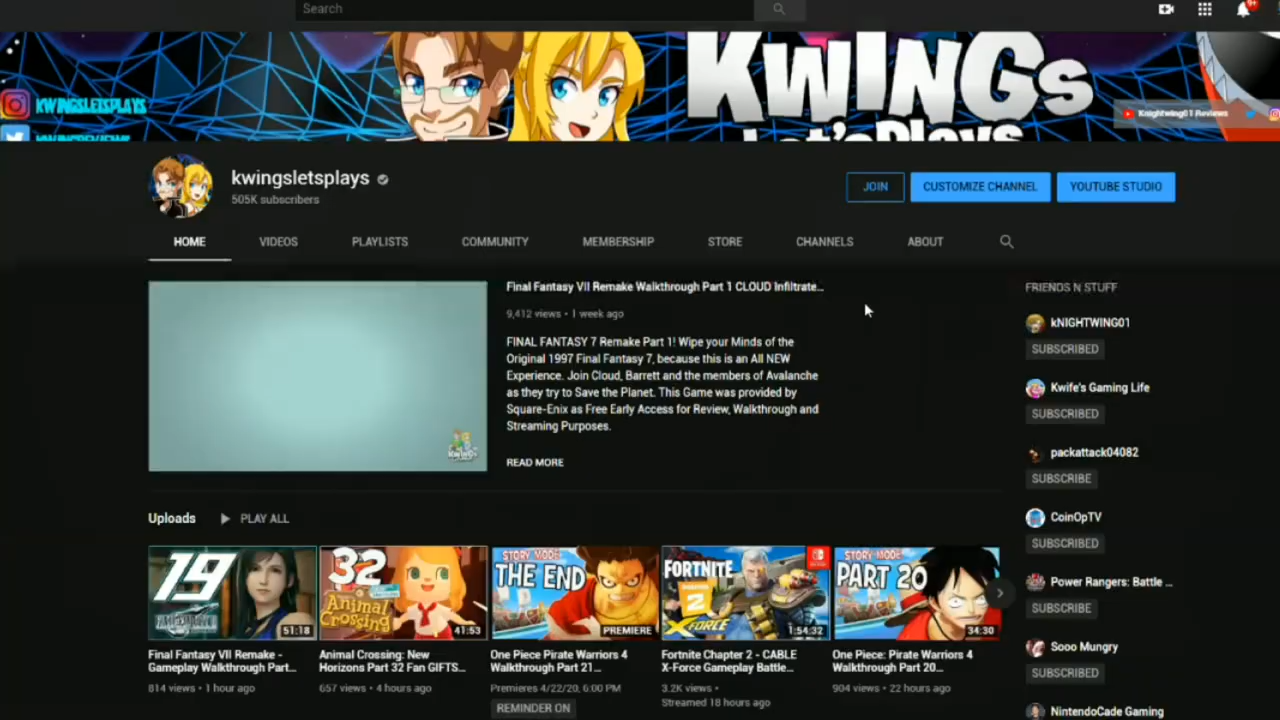 Search
9+
KWINGs
Let'sPlays
KWINGSLETSPLAYS
KWINGREVIEWS
Knightwing01 Reviews
kwingsletsplays
505K subscribers
JOIN
CUSTOMIZE CHANNEL
YOUTUBE STUDIO
HOME
VIDEOS
PLAYLISTS
COMMUNITY
MEMBERSHIP
STORE
CHANNELS
ABOUT
Final Fantasy VII Remake Walkthrough Part 1 CLOUD Infiltrate...
9,412 views • 1 week ago
FINAL FANTASY 7 Remake Part 1! Wipe your Minds of the
Original 1997 Final Fantasy 7, because this is an All NEW
Experience. Join Cloud, Barrett and the members of Avalanche
as they try to Save the Planet. This Game was provided by
Square-Enix as Free Early Access for Review, Walkthrough and
Streaming Purposes.
READ MORE
KWINGs
FRIENDS N STUFF
kNIGHTWING01
SUBSCRIBED
Kwife's Gaming Life
SUBSCRIBED
packattack04082
SUBSCRIBE
CoinOpTV
SUBSCRIBED
Power Rangers: Battle ...
SUBSCRIBE
Sooo Mungry
SUBSCRIBED
NintendoCade Gaming
Uploads
PLAY ALL
19
51:18
Final Fantasy VII Remake -
Gameplay Walkthrough Part...
814 views • 1 hour ago
32
Animal
Crossing
41:53
Animal Crossing: New
Horizons Part 32 Fan GIFTS...
657 views • 4 hours ago
STORY MODE
THE END
PREMIERE
One Pierce Pirate Warriors 4
Walkthrough Part 21...
Premieres 4/22/20, 6:00 PM
REMINDER ON
FORTNITE
2
X-FORCE
1:54:32
Fortnite Chapter 2 - CABLE
X-Force Gameplay Battle...
3.2K views •
Streamed 18 hours ago
STORY MODE
PART 20
34:30
One Piece: Pirate Warriors 4
Walkthrough Part 20...
904 views • 22 hours ago